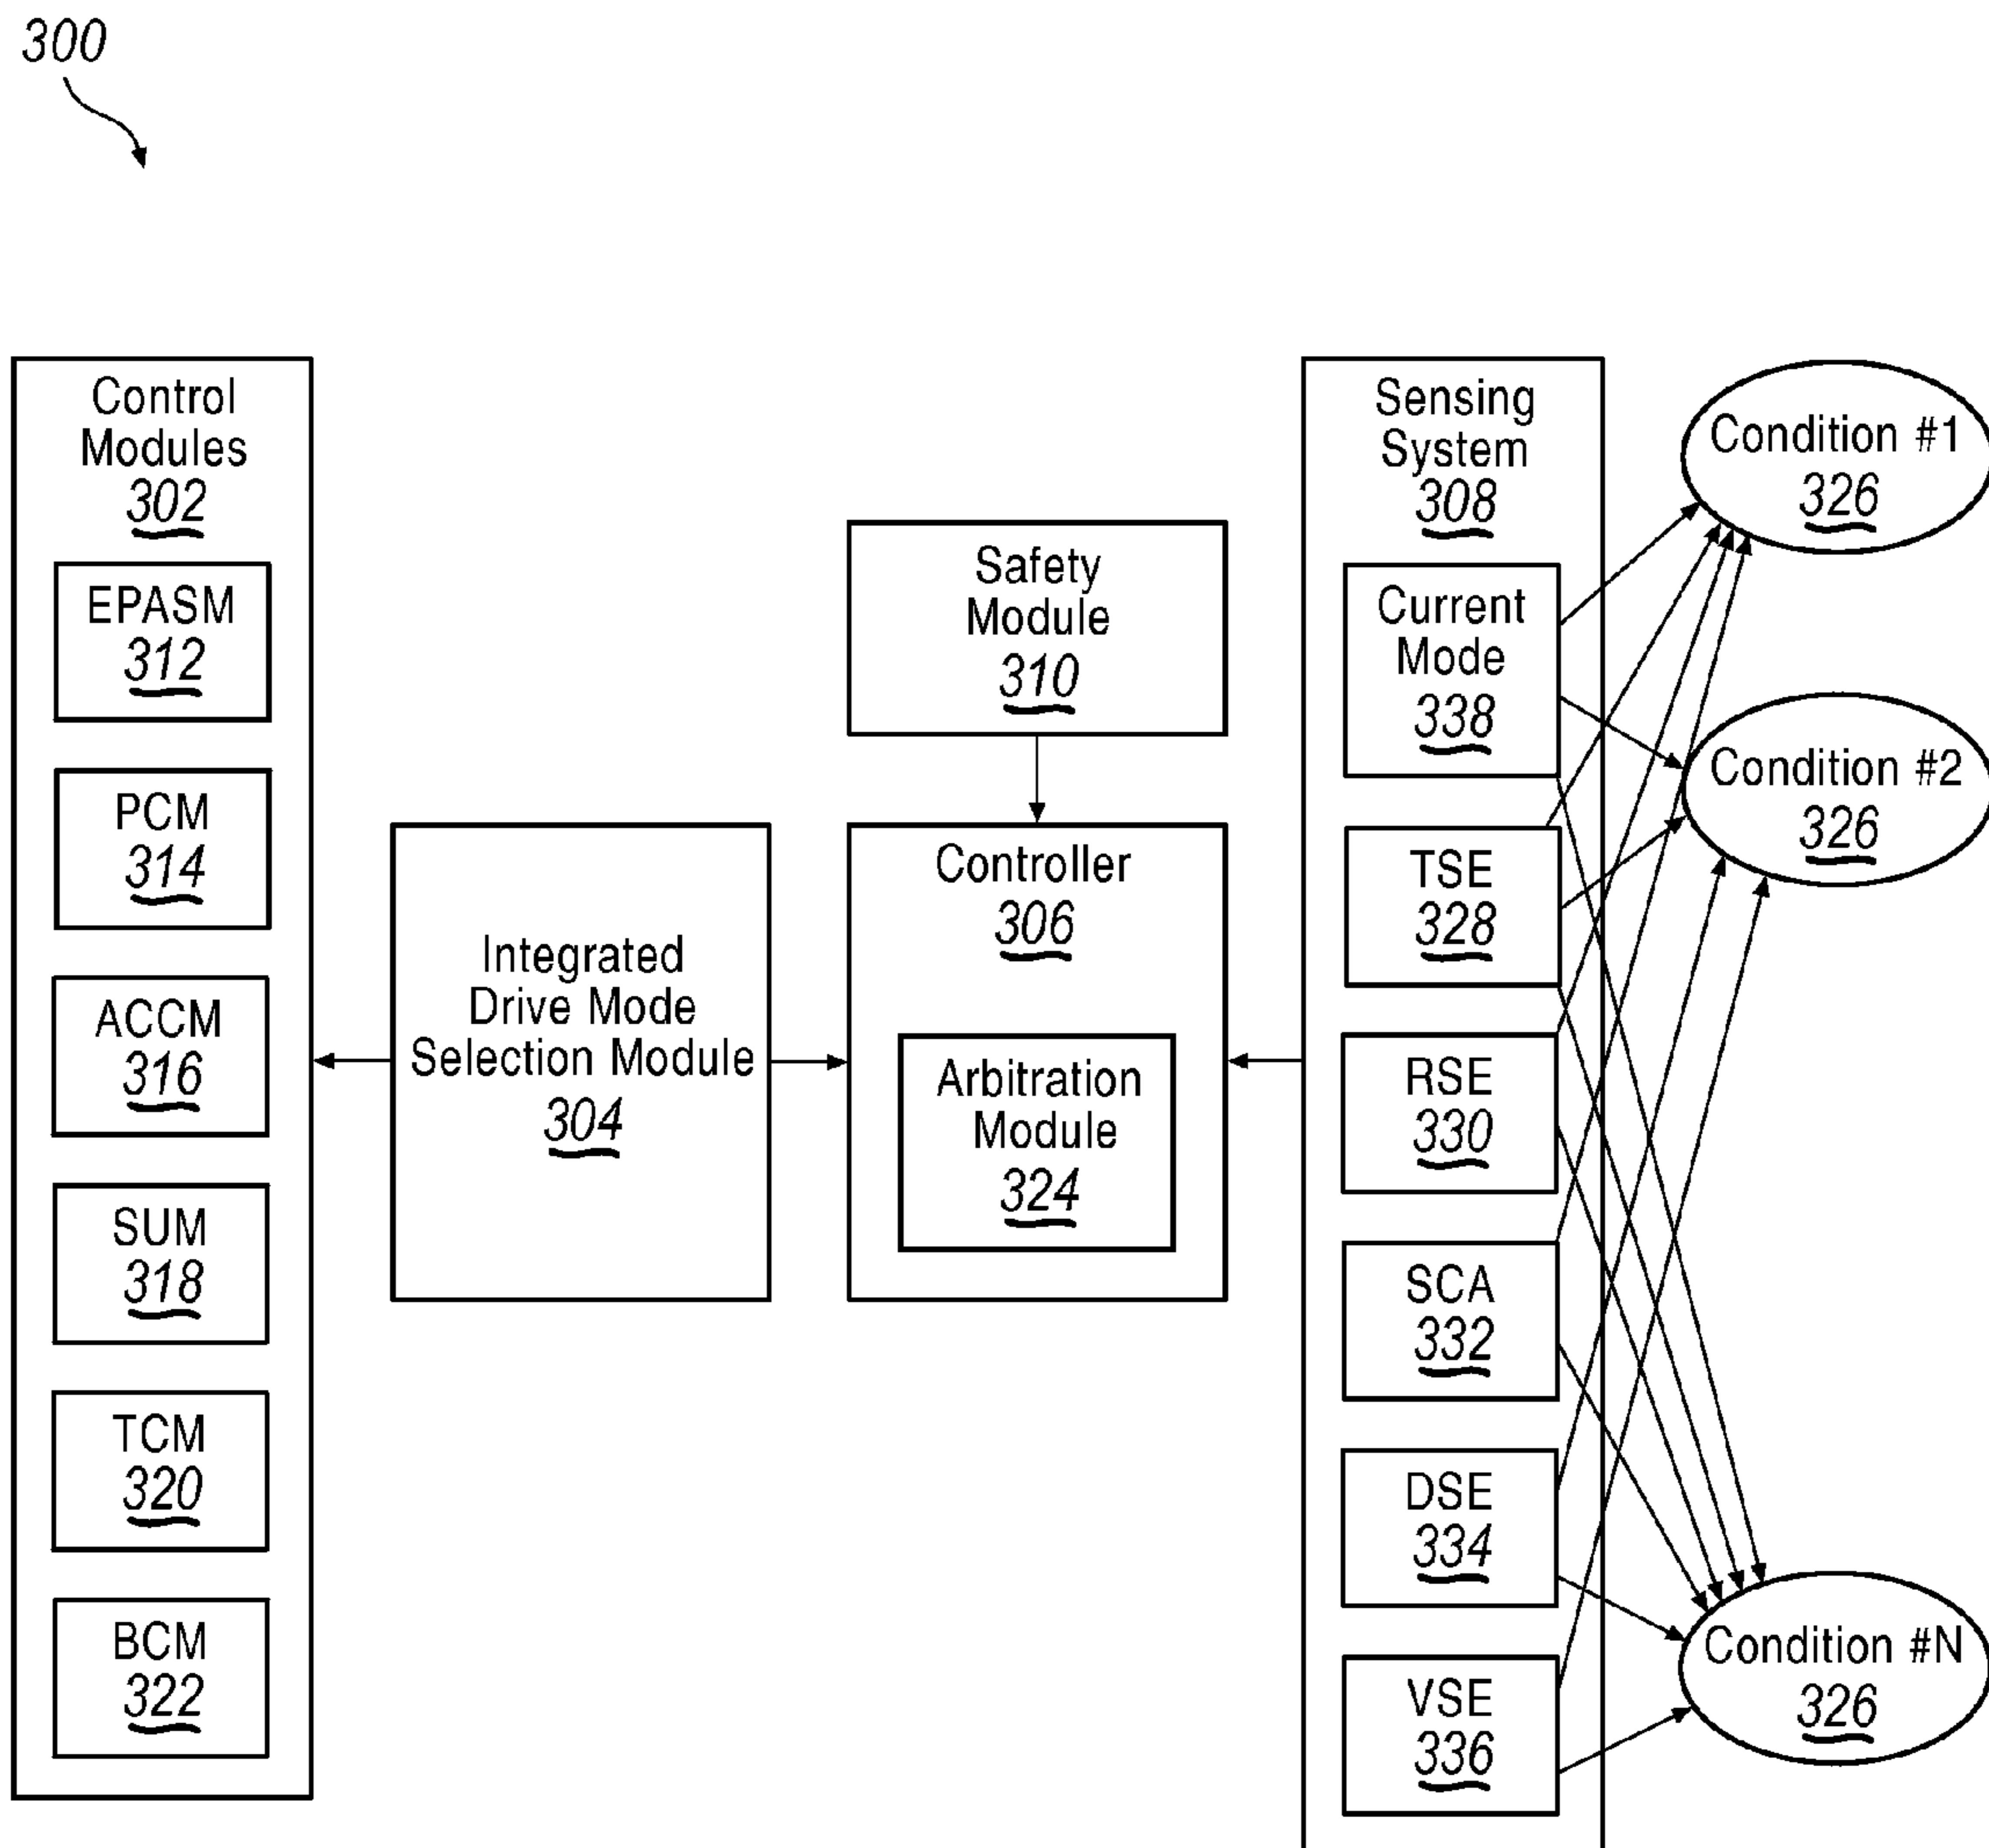 300
Control
Modules
302
EPASM
312
PCM
314
ACCM
316
SUM
318
TCM
320
BCM
322
Integrated
Drive Mode
Selection Module
304
Safety
Module
310
Controller
306
Arbitration
Module
324
Sensing
System
308
Current
Mode
338
TSE
328
RSE
330
SCA
332
DSE
334
VSE
336
Condition #1
326
Condition #2
326
Condition #N
326